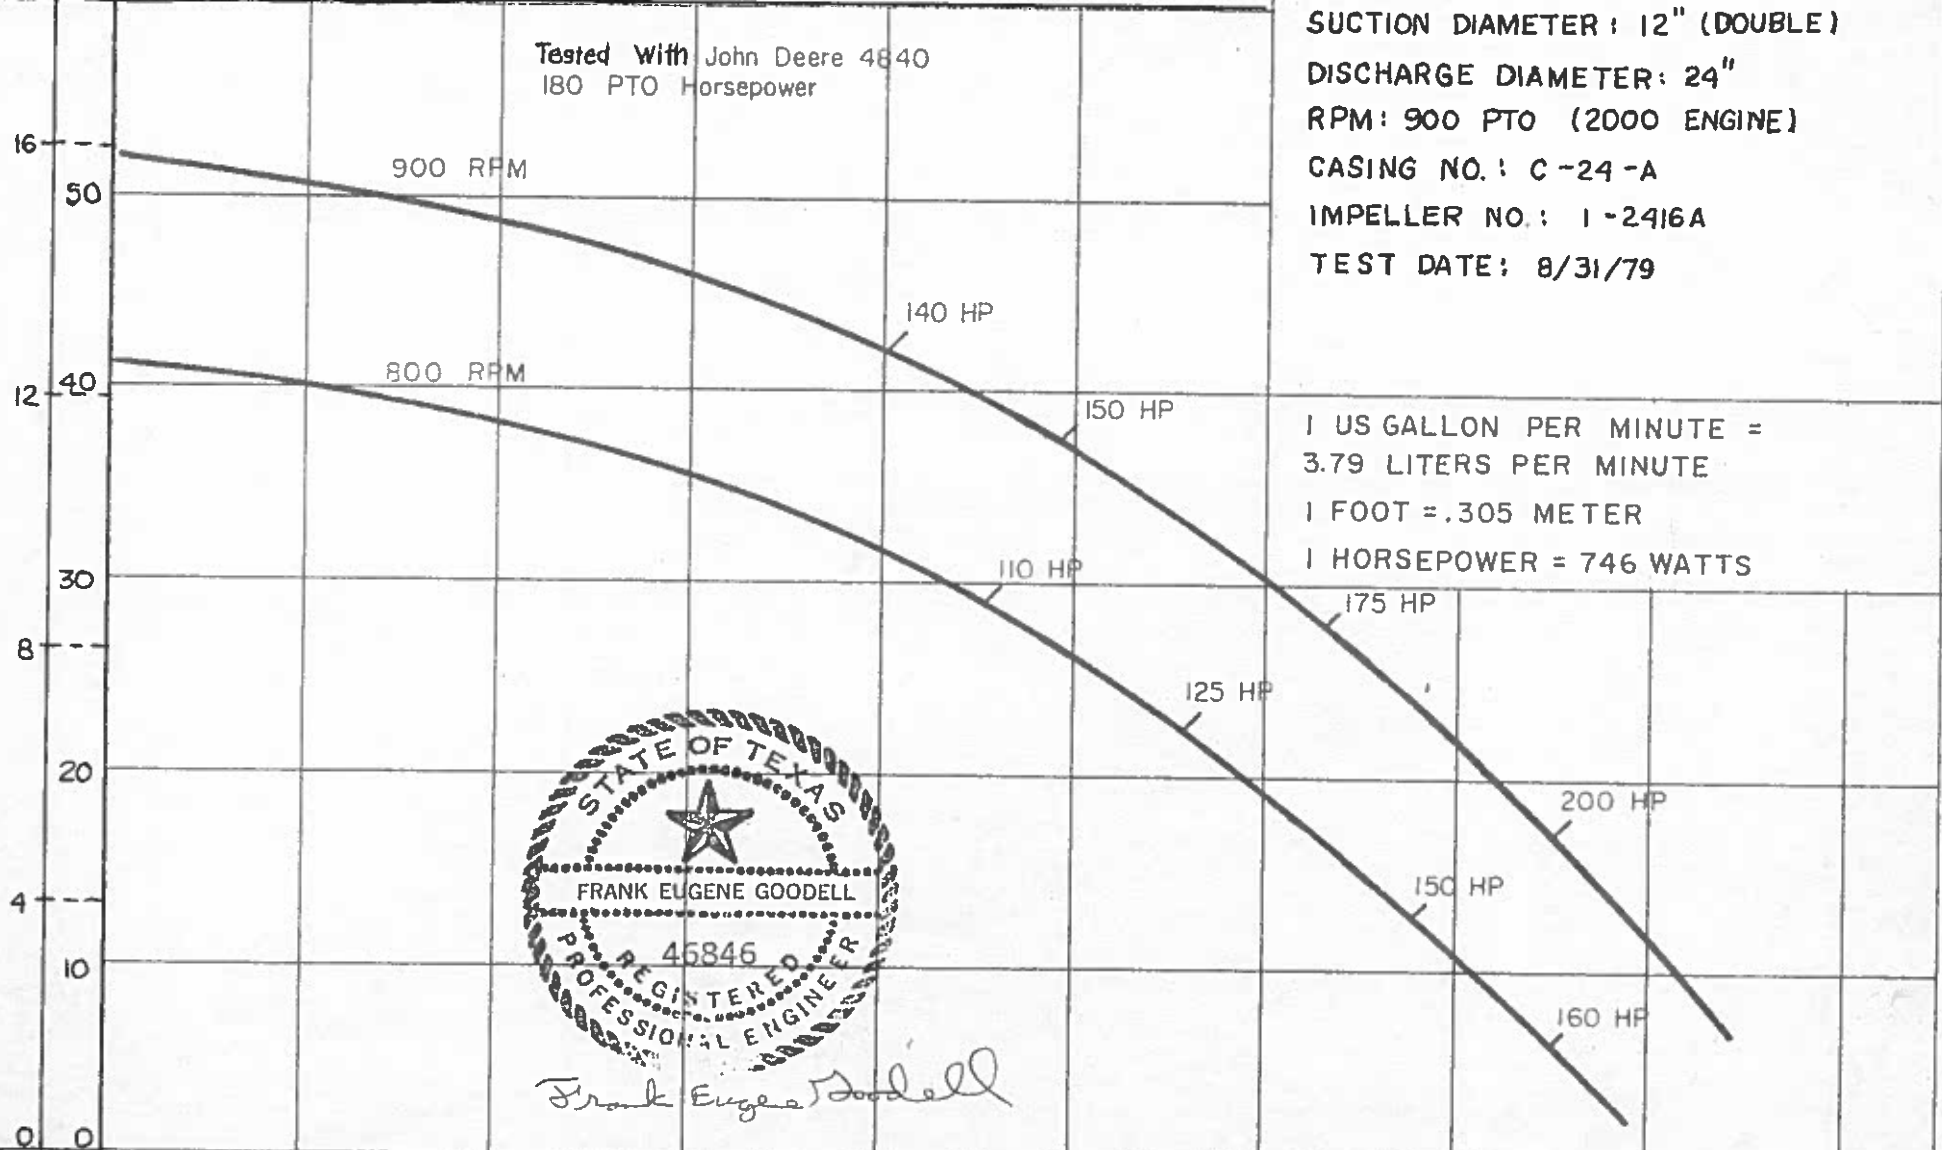 Tested With John Deere 4840
180 PTO Horsepower
SUCTION DIAMETER: 12" (DOUBLE)
DISCHARGE DIAMETER: 24"
RPM: 900 PTO (2000 ENGINE)
CASING NO.: C-24-A
IMPELLER NO.: I-2416A
TEST DATE: 8/31/79
16
50
900 RPM
140 HP
12
40
800 RPM
150 HP
1 US GALLON PER MINUTE =
3.79 LITERS PER MINUTE
1 FOOT = .305 METER
1 HORSEPOWER = 746 WATTS
30
110 HP
175 HP
8
125 HP
20
200 HP
STATE OF TEXAS
FRANK EUGENE GOODELL
46846
REGISTERED
PROFESSIONAL ENGINEER
4
150 HP
10
160 HP
Frank Eugene Goodell
0
0